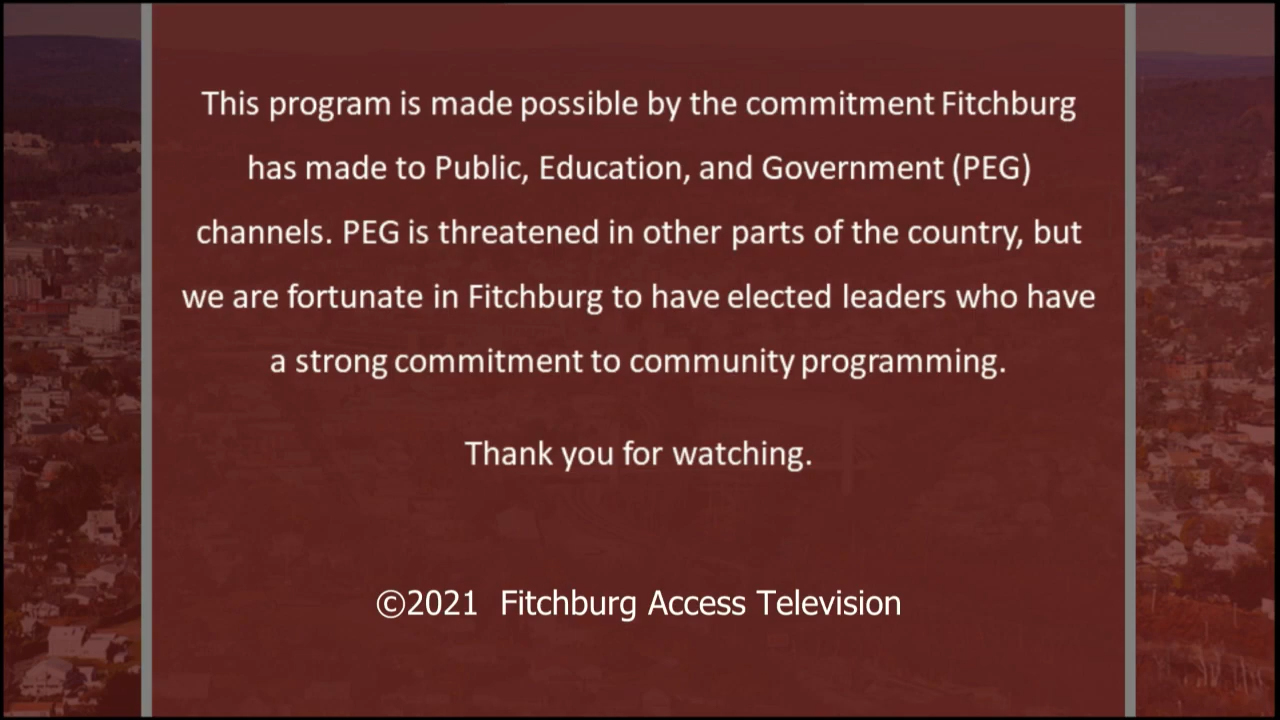 This program is made possible by the commitment Fitchburg
has made to Public, Education, and Government (PEG)
channels. PEG is threatened in other parts of the country, but
we are fortunate in Fitchburg to have elected leaders who have
a strong commitment to community programming.
Thank you for watching.
©2021 Fitchburg Access Television